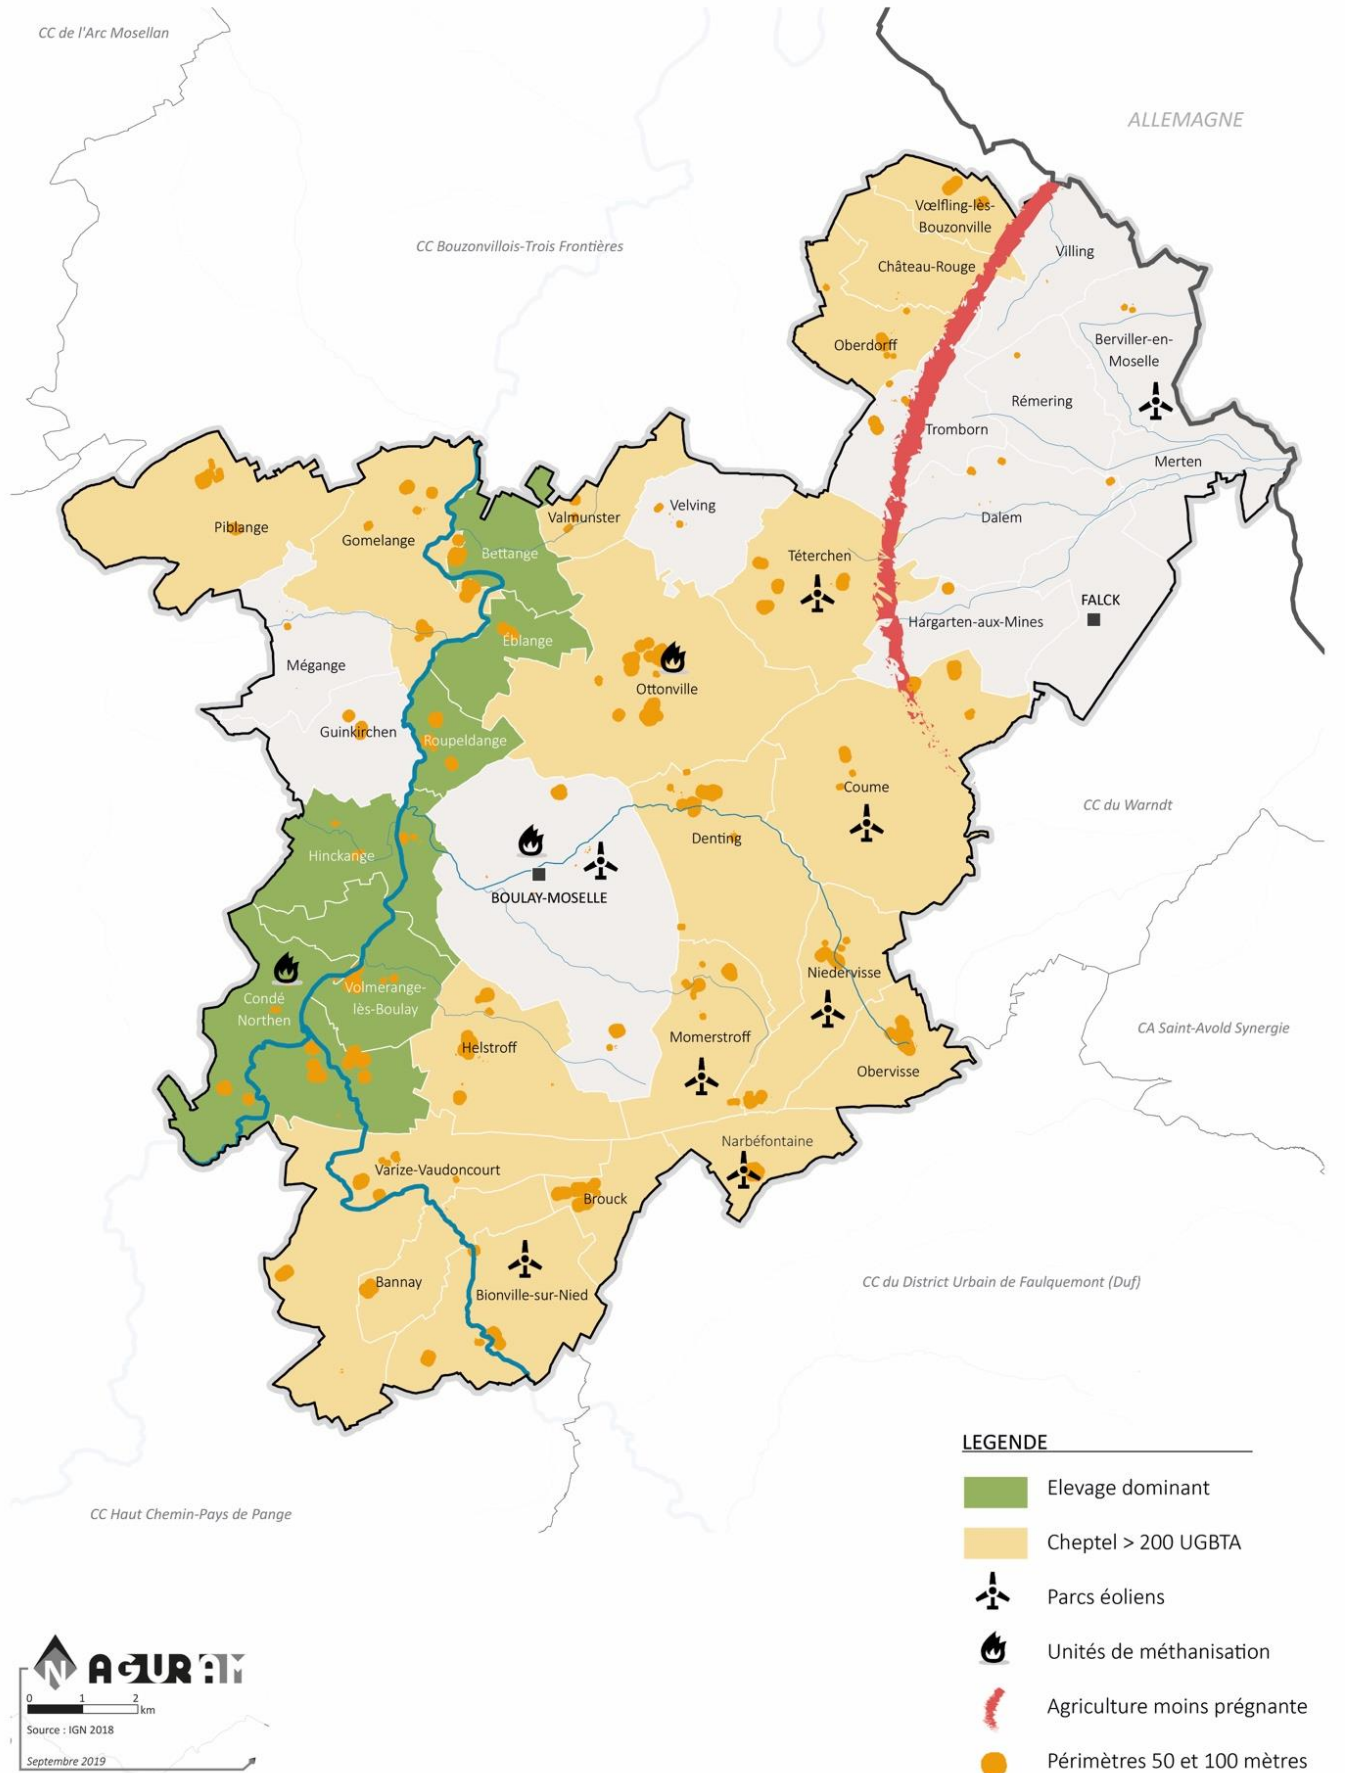 CC de l'Arc Mosellan
ALLEMAGNE
Vœlfling-lès-
Bouzonville
CC Bouzonvillois-Trois Frontières
Villing
Château-Rouge
Berville-en-
Moselle
Oberdorff
Rémering
Tromborn
Merten
Velving
Valmunster
Dalem
Piblange
Gomelange
Bettange
Téterchen
FALCK
Hargarten-aux-Mines
Éblange
Mégange
Ottonville
Guinkirchen
Roupeldange
Coume
CC du Warndt
Denting
Hinckange
BOULAY-MOSELLE
Niedervisse
Volmerange-
lès-Boulay
Condé
Northen
CA Saint-Avold Synergie
Momerstroff
Helstroff
Obervisse
Narbéfontaine
Varize-Vaudoncourt
Brouck
Bannay
CC du District Urbain de Faulquemont (Duf)
Bionville-sur-Nied
CC Haut Chemin-Pays de Pange
LEGENDE
Elevage dominant
Cheptel > 200 UGBTA
Parcs éoliens
Unités de méthanisation
Agriculture moins prégnante
Périmètres 50 et 100 mètres
N AGURAM
0 1 2
km
Source : IGN 2018
Septembre 2019